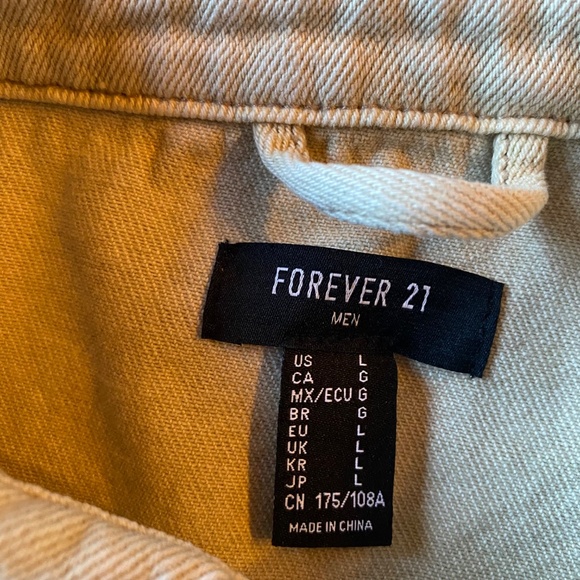 FOREVER 21
MEN
US L
CA G
MX/ECU G
BR G
EU L
UK L
KR L
JP L
CN 175/108A
MADE IN CHINA